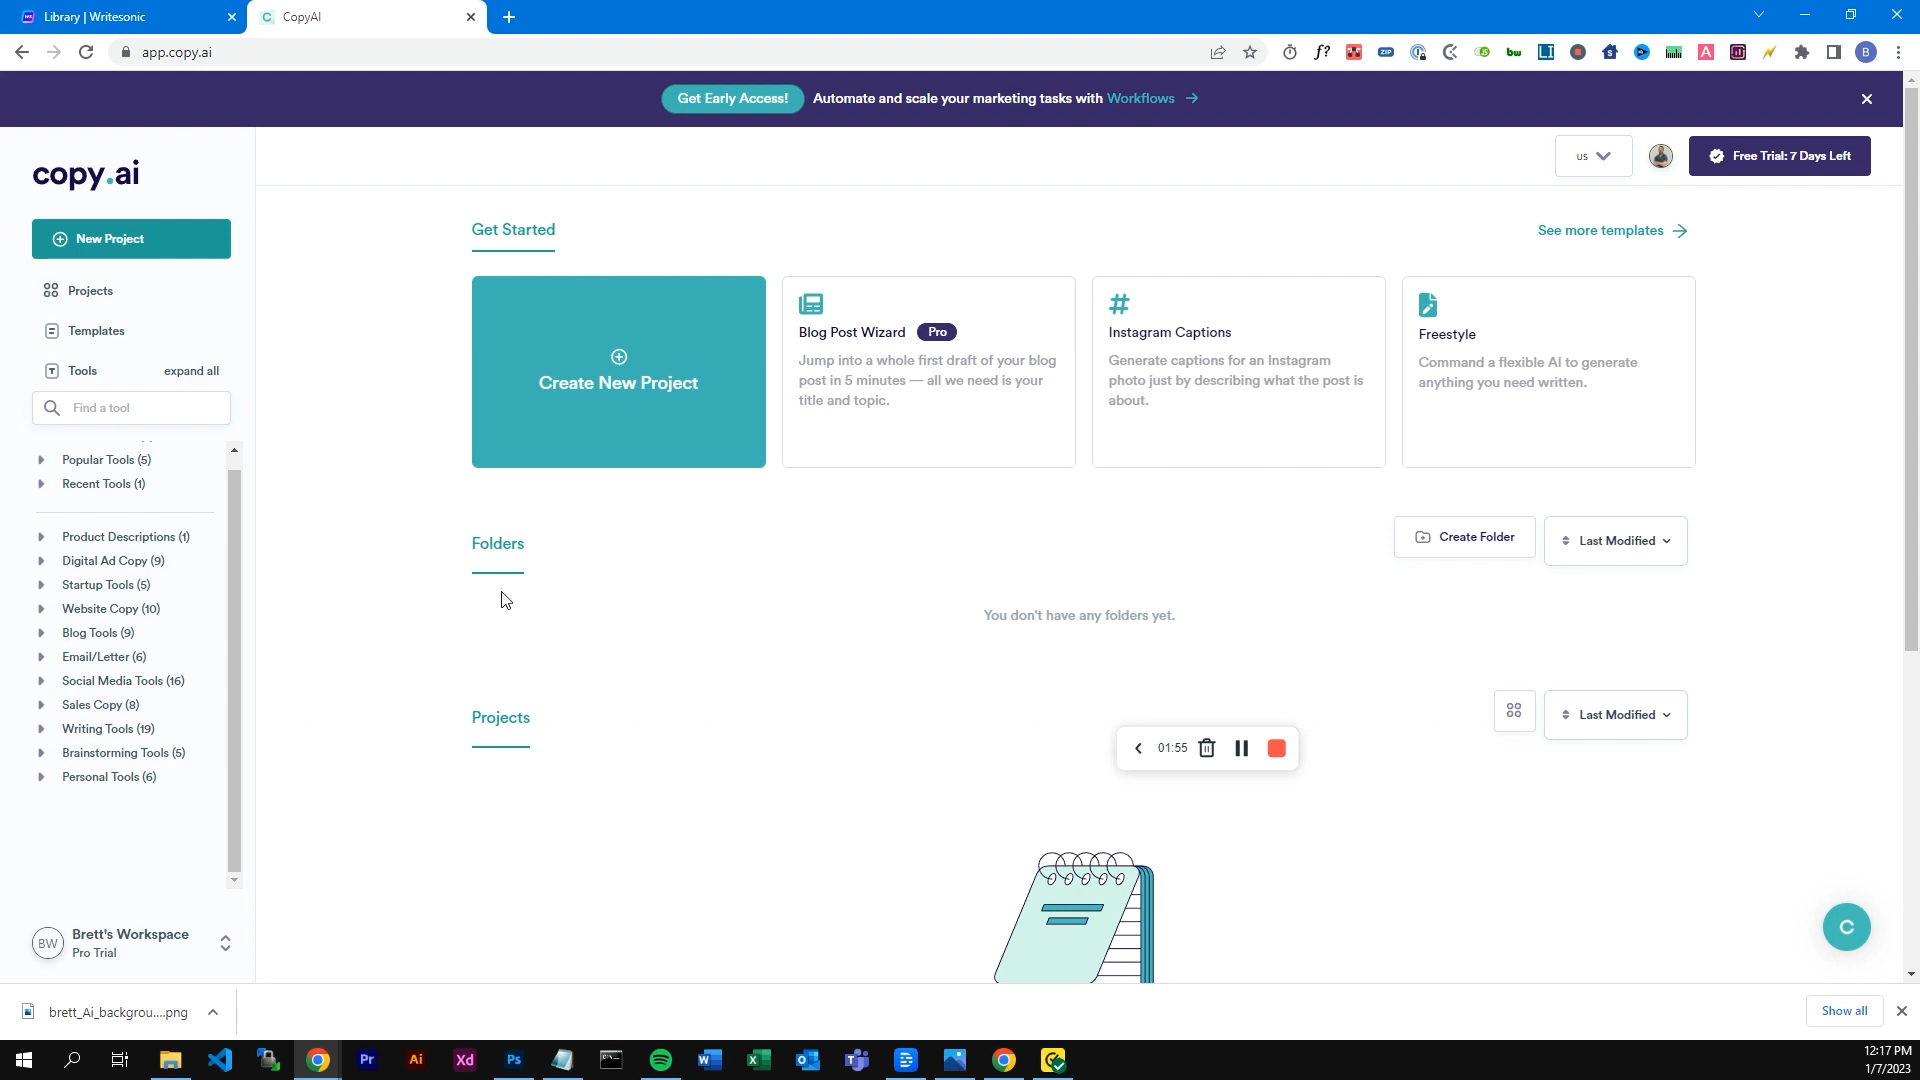 Library | Writesonic
CopyAI
app.copy.ai
Get Early Access! Automate and scale your marketing tasks with Workflows →
copy.ai
us
Free Trial: 7 Days Left
New Project
Projects
Templates
Tools
expand all
Find a tool
Popular Tools (5)
Recent Tools (1)
Product Descriptions (1)
Digital Ad Copy (9)
Startup Tools (5)
Website Copy (10)
Blog Tools (9)
Email/Letter (6)
Social Media Tools (16)
Sales Copy (8)
Writing Tools (19)
Brainstorming Tools (5)
Personal Tools (6)
BW
Brett's Workspace
Pro Trial
Get Started
See more templates →
Create New Project
Blog Post Wizard Pro
Jump into a whole first draft of your blog
post in 5 minutes — all we need is your
title and topic.
Instagram Captions
Generate captions for an Instagram
photo just by describing what the post is
about.
Freestyle
Command a flexible AI to generate
anything you need written.
Folders
Create Folder
Last Modified
You don't have any folders yet.
Projects
Last Modified
01:55
C
brett_Ai_backgrou....png
Show all
Pr
Ai
Xd
Ps
12:17 PM
1/7/2023